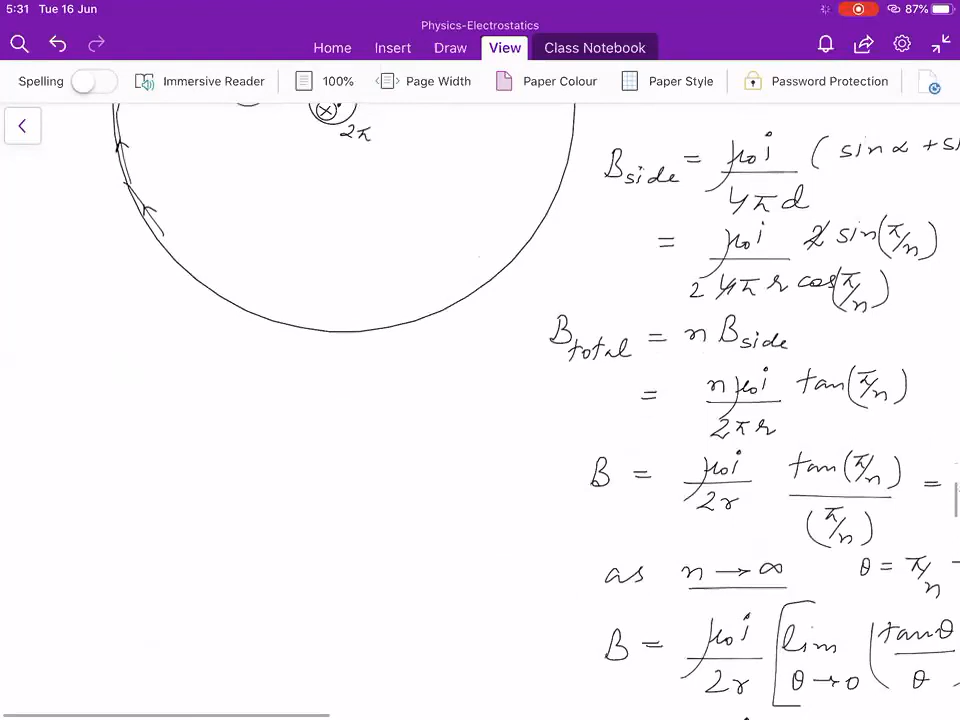 5:31 Tue 16 Jun 87%
Physics-Electrostatics
Home Insert Draw View Class Notebook
Spelling Immersive Reader 100% Page Width Paper Colour Paper Style Password Protection
2π
B_side = μ₀i / 4πd (sin α + si
= μ₀i 2 sin(π/n) / 2 4π r cos(π/n)
B_total = n B_side
= nμ₀i / 2πr tan(π/n)
B = μ₀i / 2r tan(π/n) / (π/n) =
as n → ∞ θ = π/n
B = μ₀i / 2r [ lim θ→0 ( tanθ / θ